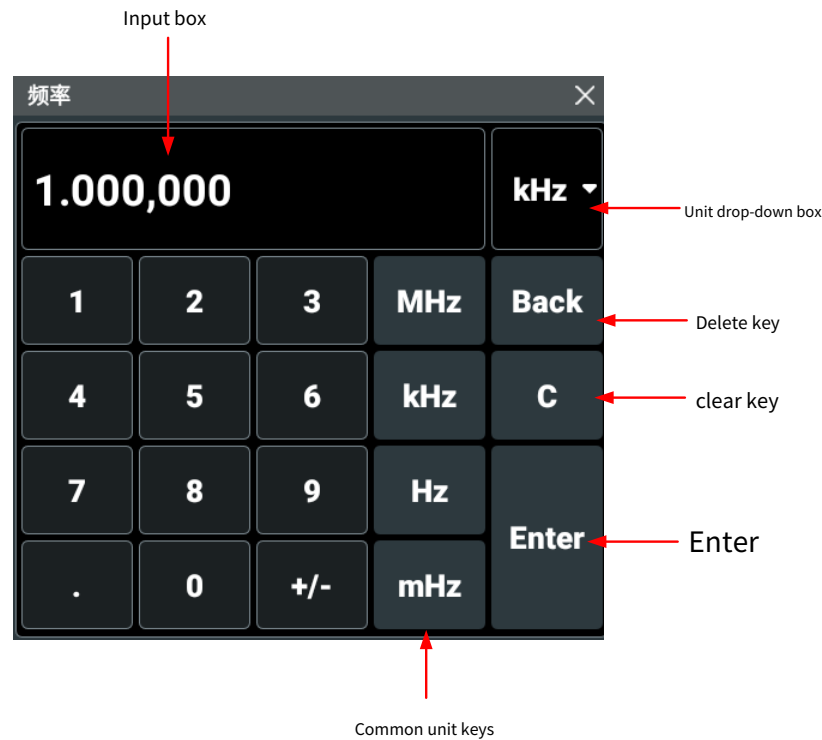 Input box
频率
1.000,000
kHz
Unit drop-down box
1 2 3 MHz Back
Delete key
4 5 6 kHz C
clear key
7 8 9 Hz
Enter
Enter
. 0 +/- mHz
Common unit keys